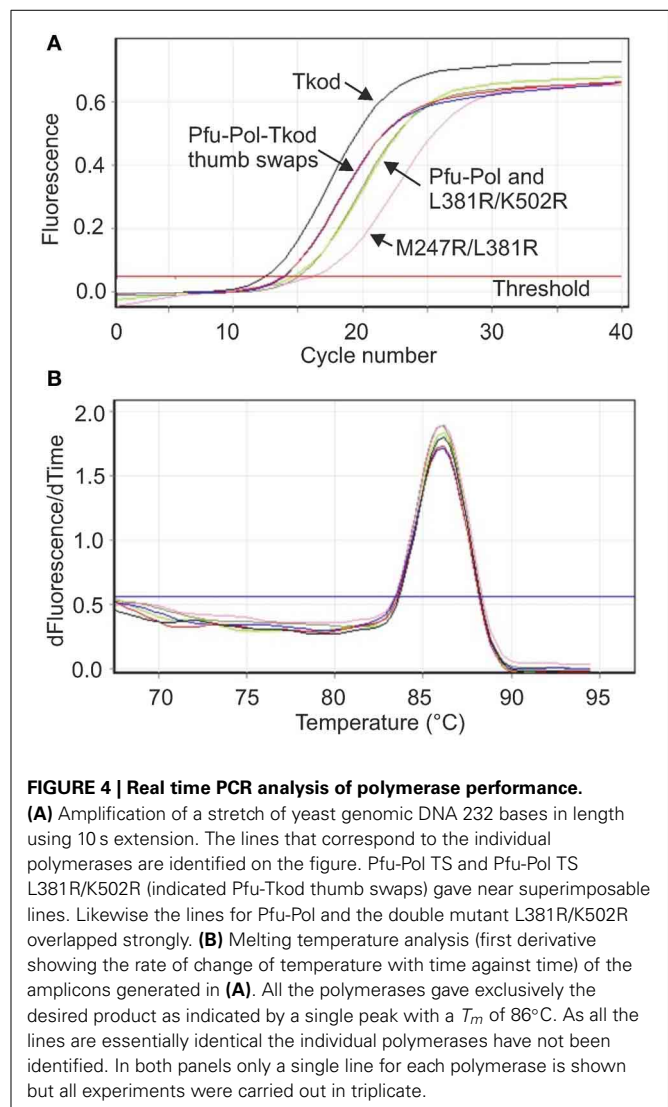 A
Fluorescence
0.6
0.4
0.2
0.0
Tkod
Pfu-Pol-Tkod
thumb swaps
Pfu-Pol and
L381R/K502R
M247R/L381R
Threshold
0
10
20
30
40
Cycle number
B
dFluorescence/dTime
2.0
1.5
1.0
0.5
0.0
70
75
80
85
90
95
Temperature (°C)
FIGURE 4 | Real time PCR analysis of polymerase performance.
(A) Amplification of a stretch of yeast genomic DNA 232 bases in length
using 10 s extension. The lines that correspond to the individual
polymerases are identified on the figure. Pfu-Pol TS and Pfu-Pol TS
L381R/K502R (indicated Pfu-Tkod thumb swaps) gave near superimposable
lines. Likewise the lines for Pfu-Pol and the double mutant L381R/K502R
overlapped strongly. (B) Melting temperature analysis (first derivative
showing the rate of change of temperature with time against time) of the
amplicons generated in (A). All the polymerases gave exclusively the
desired product as indicated by a single peak with a Tm of 86°C. As all the
lines are essentially identical the individual polymerases have not been
identified. In both panels only a single line for each polymerase is shown
but all experiments were carried out in triplicate.